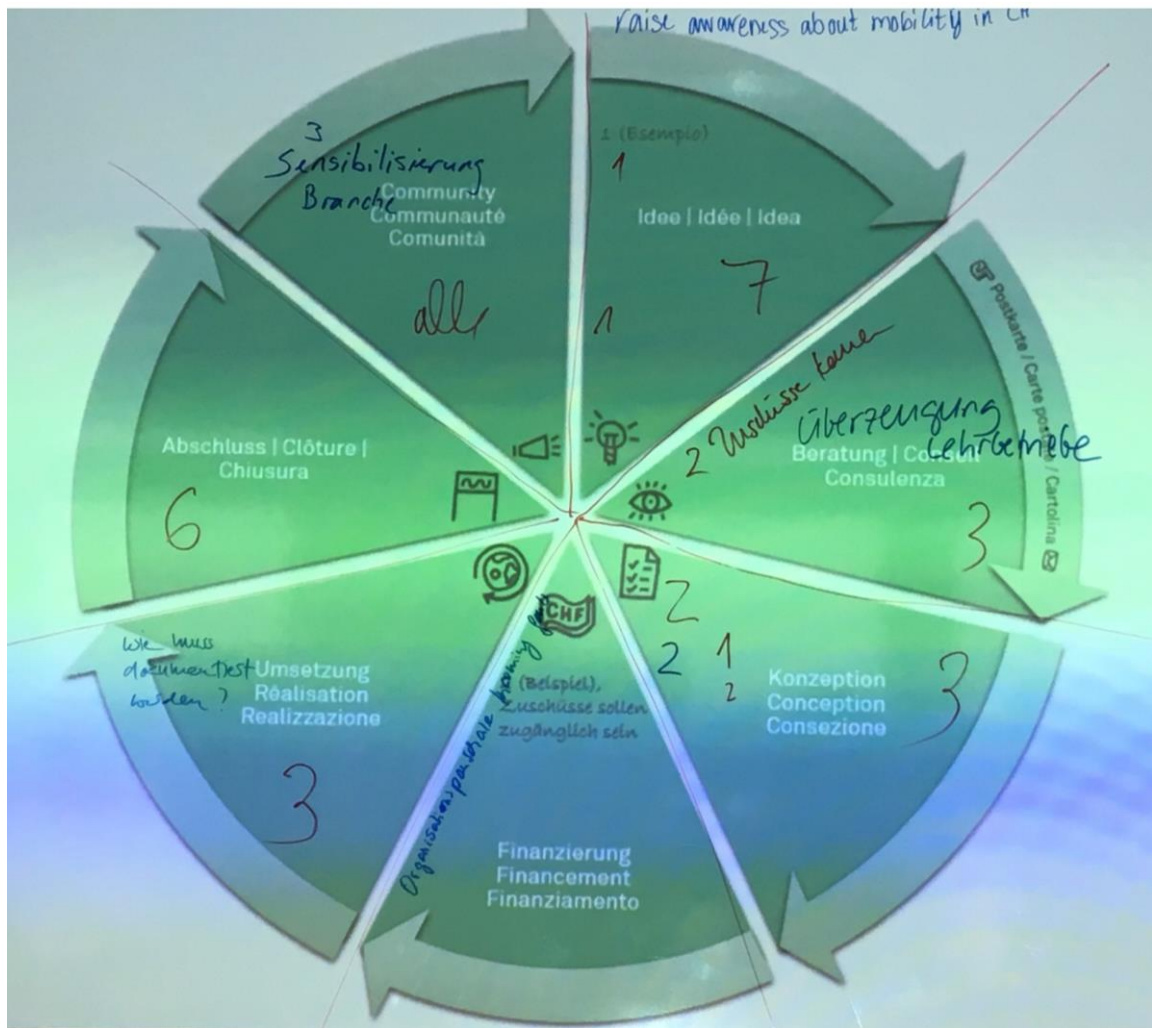 raise awareness about mobility in CH
1 (Esempio)
1
Idee | Idée | Idea
7
1
3
Sensibilisierung
Branche
Community
Communauté
Comunità
alle
Postkarte / Carte postale / Cartolina
2 Zuschüsse kennen
Überzeugung
Lehrbetriebe
Beratung | Conseil
Consulenza
3
Abschluss | Clôture |
Chiusura
6
CHF
2
2
1
2
Konzeption
Conception
Consezione
3
(Beispiel),
Zuschüsse sollen
zugänglich sein
Organisationspauschale
Finanzierung
Financement
Finanziamento
Wie muss
dokumentiert
werden ?
Umsetzung
Réalisation
Realizzazione
3